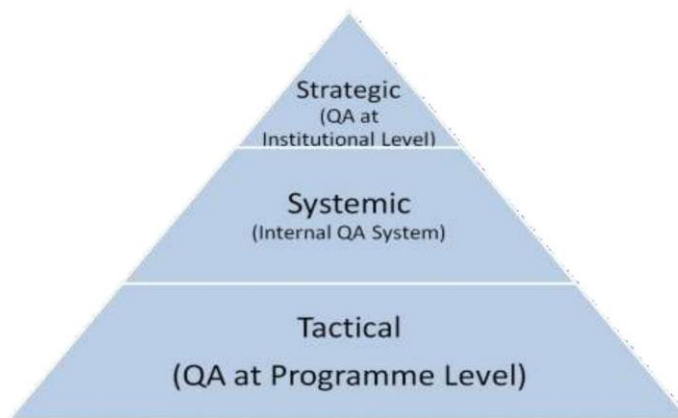 Strategic
(QA at
Institutional Level)
Systemic
(Internal QA System)
Tactical
(QA at Programme Level)